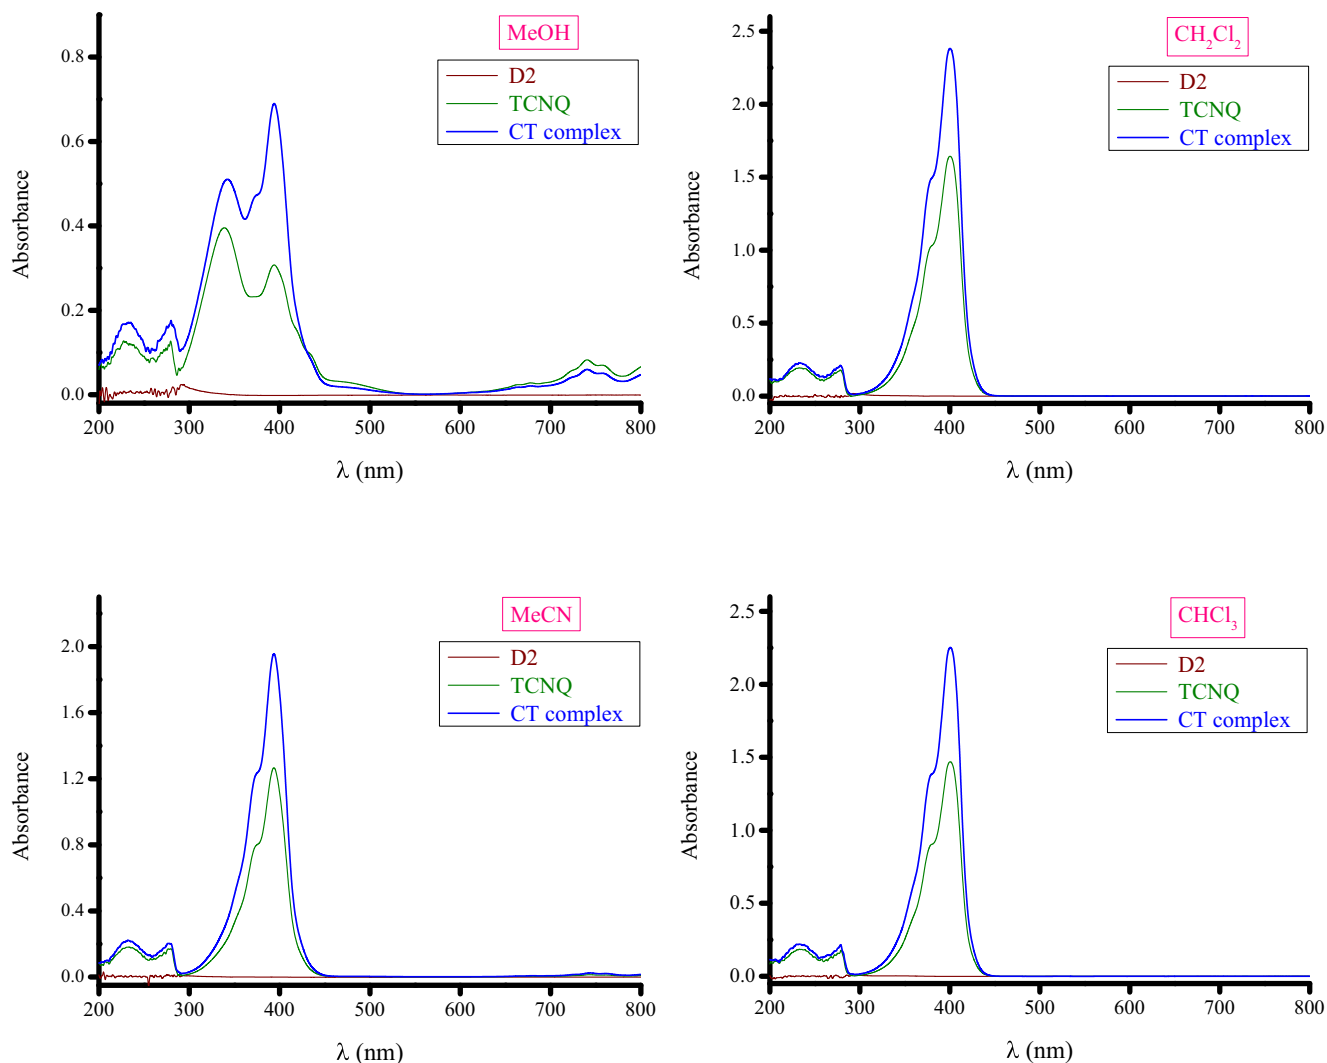 MeOH
D2
TCNQ
CT complex
0.8
0.6
0.4
0.2
0.0
Absorbance
200 300 400 500 600 700 800
λ (nm)
CH₂Cl₂
D2
TCNQ
CT complex
2.5
2.0
1.5
1.0
0.5
0.0
Absorbance
200 300 400 500 600 700 800
λ (nm)
MeCN
D2
TCNQ
CT complex
2.0
1.6
1.2
0.8
0.4
0.0
Absorbance
200 300 400 500 600 700 800
λ (nm)
CHCl₃
D2
TCNQ
CT complex
2.5
2.0
1.5
1.0
0.5
0.0
Absorbance
200 300 400 500 600 700 800
λ (nm)